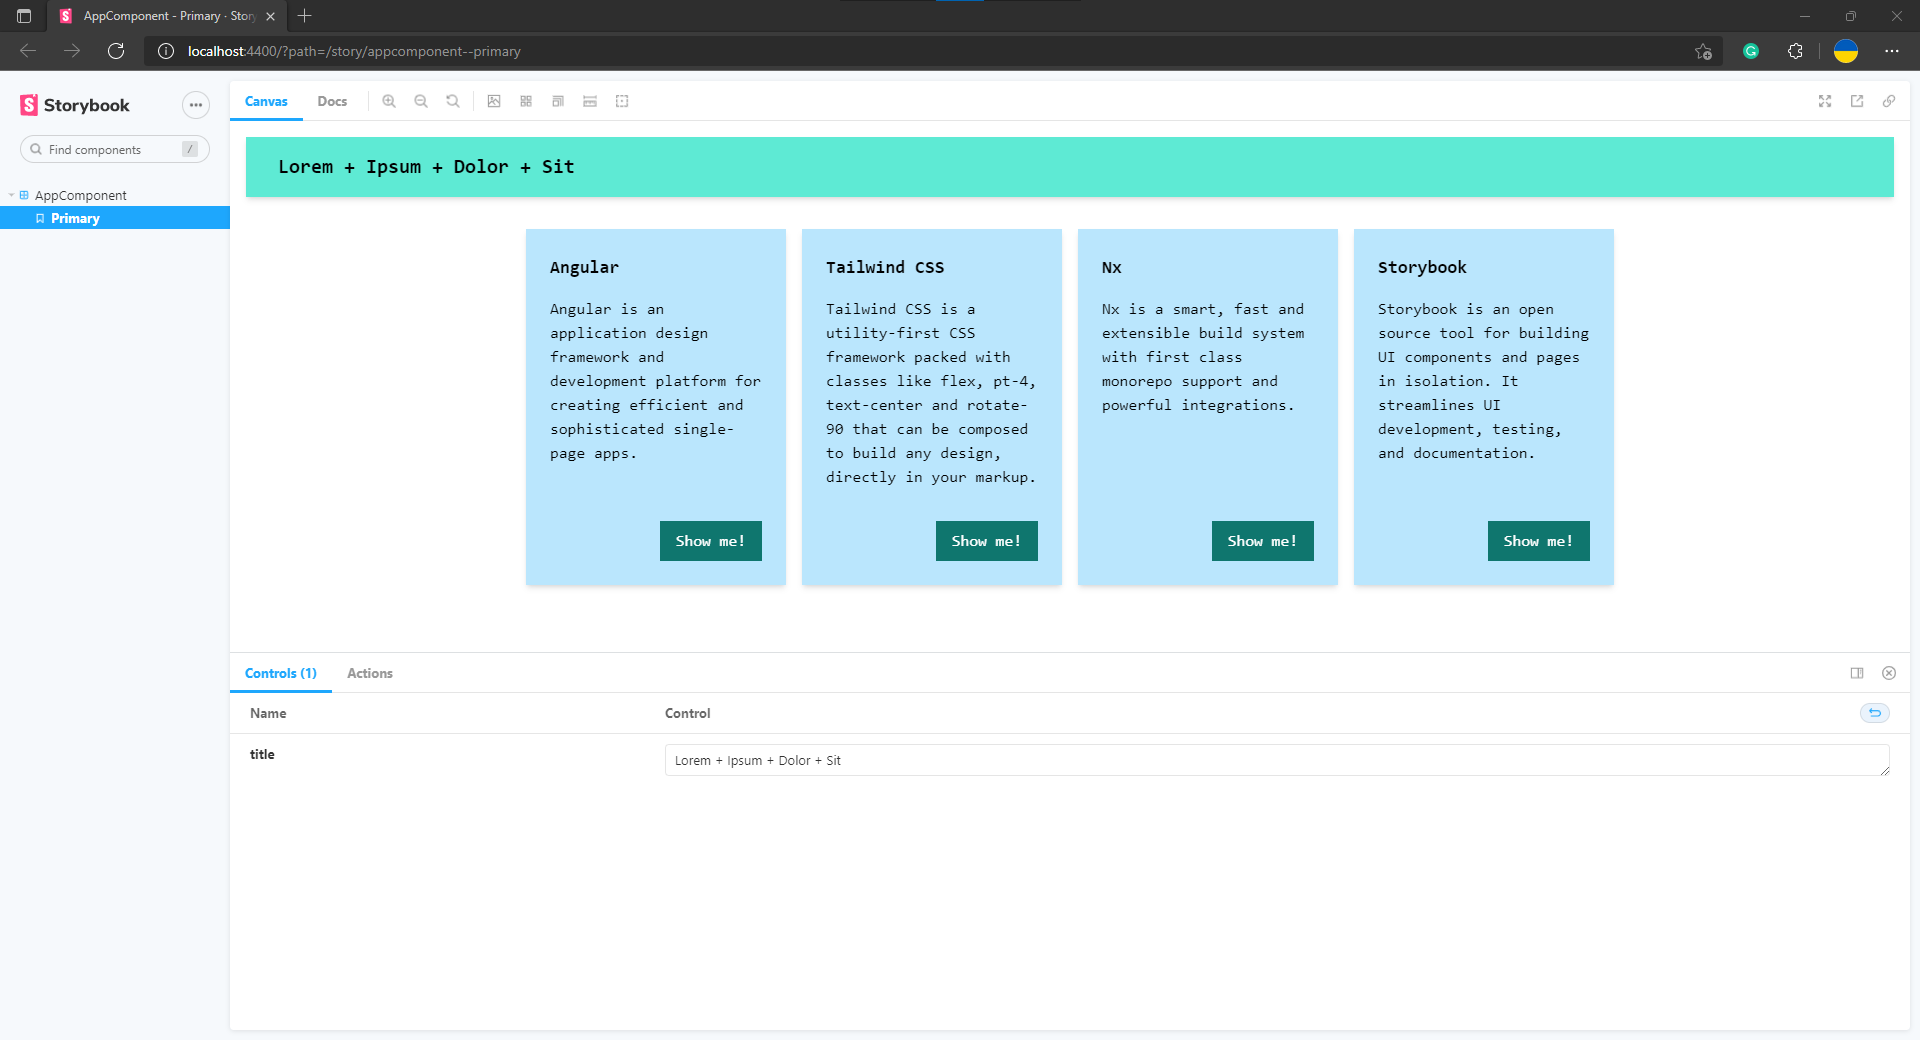 AppComponent - Primary · Story
localhost:4400/?path=/story/appcomponent--primary
Storybook
Find components /
AppComponent
Primary
Canvas Docs
Lorem + Ipsum + Dolor + Sit
Angular
Angular is an
application design
framework and
development platform for
creating efficient and
sophisticated single-
page apps.
Show me!
Tailwind CSS
Tailwind CSS is a
utility-first CSS
framework packed with
classes like flex, pt-4,
text-center and rotate-
90 that can be composed
to build any design,
directly in your markup.
Show me!
Nx
Nx is a smart, fast and
extensible build system
with first class
monorepo support and
powerful integrations.
Show me!
Storybook
Storybook is an open
source tool for building
UI components and pages
in isolation. It
streamlines UI
development, testing,
and documentation.
Show me!
Controls (1) Actions
Name Control
title Lorem + Ipsum + Dolor + Sit